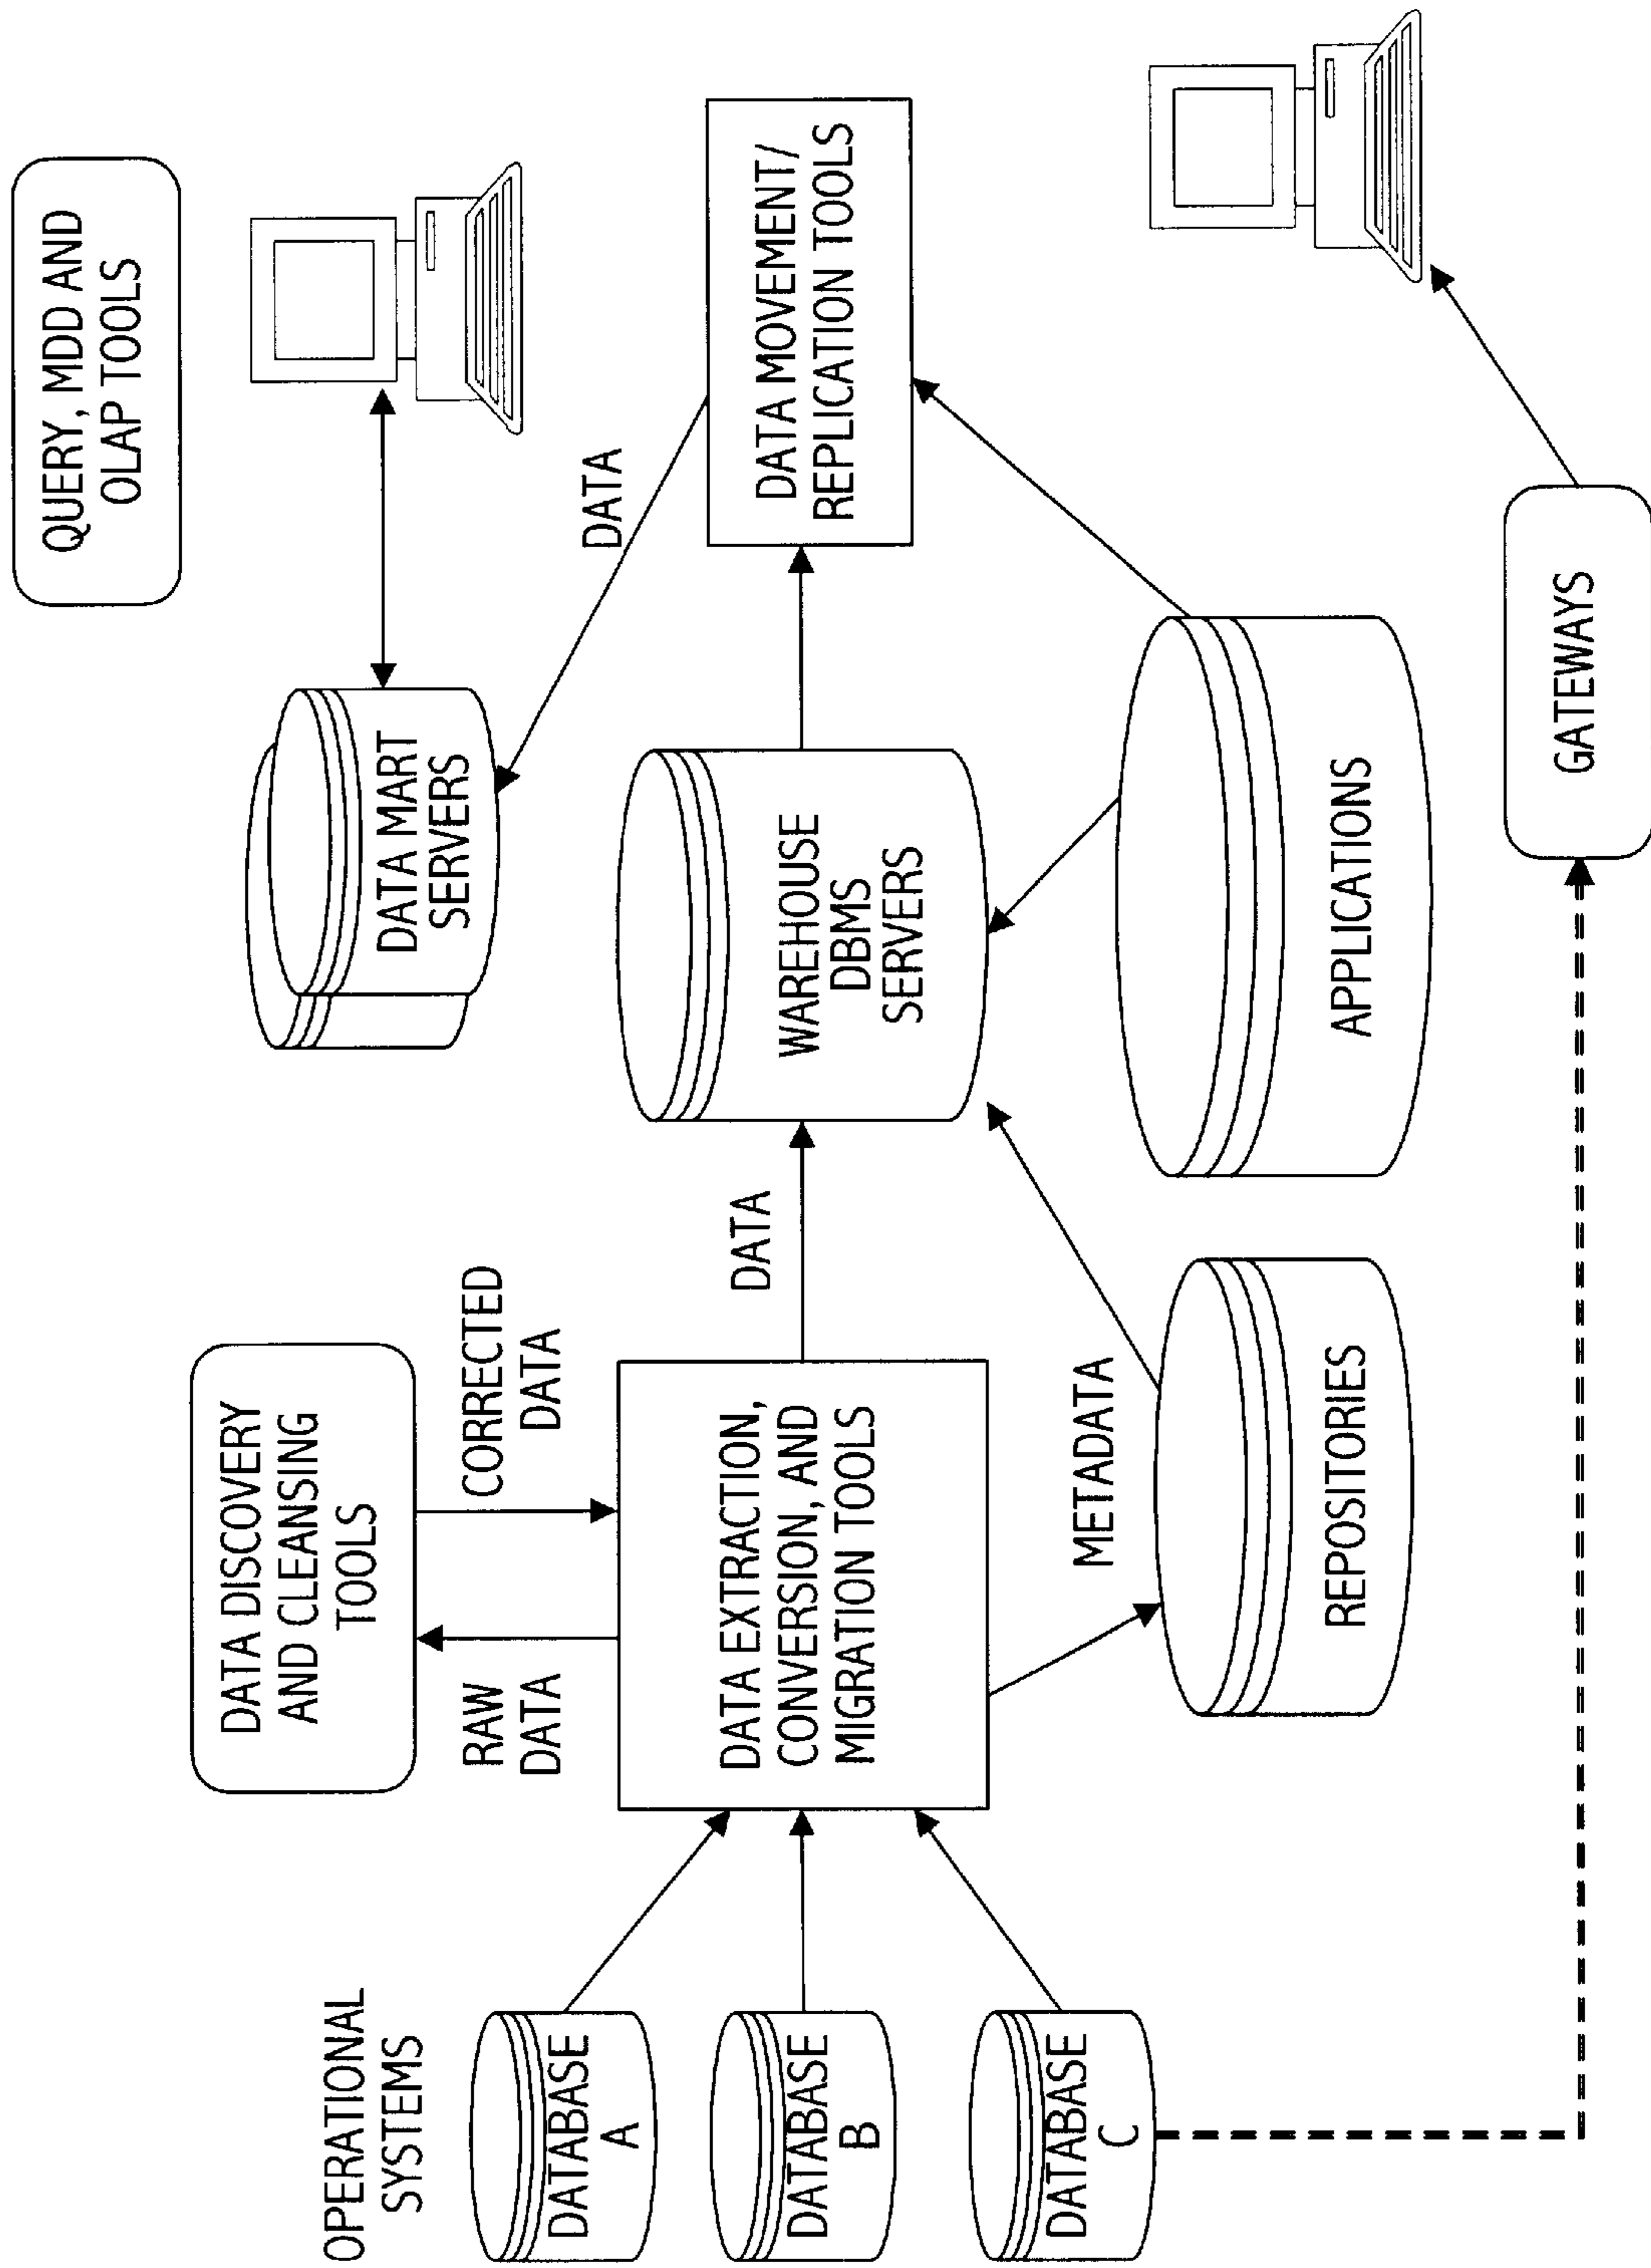 OPERATIONAL
SYSTEMS
DATABASE
A
DATABASE
B
DATABASE
C
DATA DISCOVERY
AND CLEANSING
TOOLS
RAW
DATA
CORRECTED
DATA
DATA EXTRACTION,
CONVERSION, AND
MIGRATION TOOLS
METADATA
REPOSITORIES
DATA
WAREHOUSE
DBMS
SERVERS
APPLICATIONS
DATA MART
SERVERS
DATA
DATA MOVEMENT/
REPLICATION TOOLS
QUERY, MDD AND
OLAP TOOLS
GATEWAYS